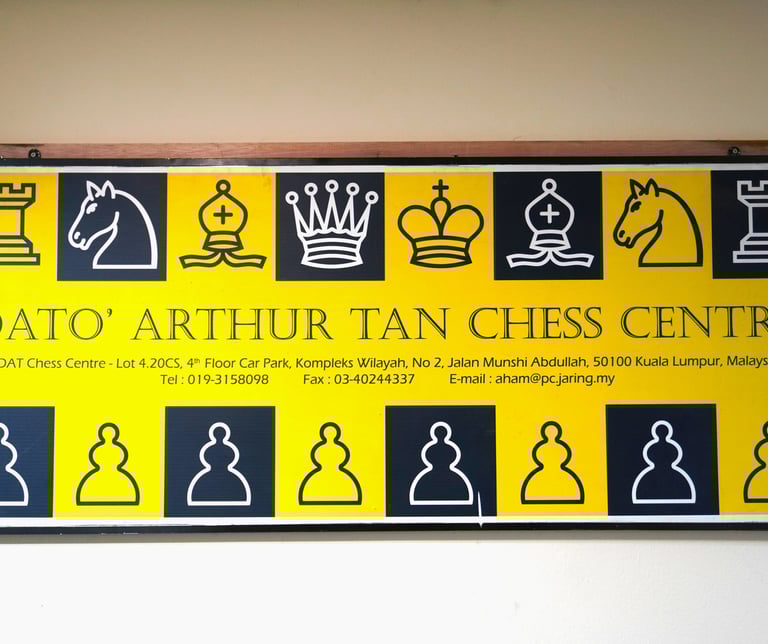 DATO' ARTHUR TAN CHESS CENTR
DAT Chess Centre - Lot 4.20CS, 4th Floor Car Park, Kompleks Wilayah, No 2, Jalan Munshi Abdullah, 50100 Kuala Lumpur, Malays
Tel : 019-3158098 Fax : 03-40244337 E-mail : aham@pc.jaring.my